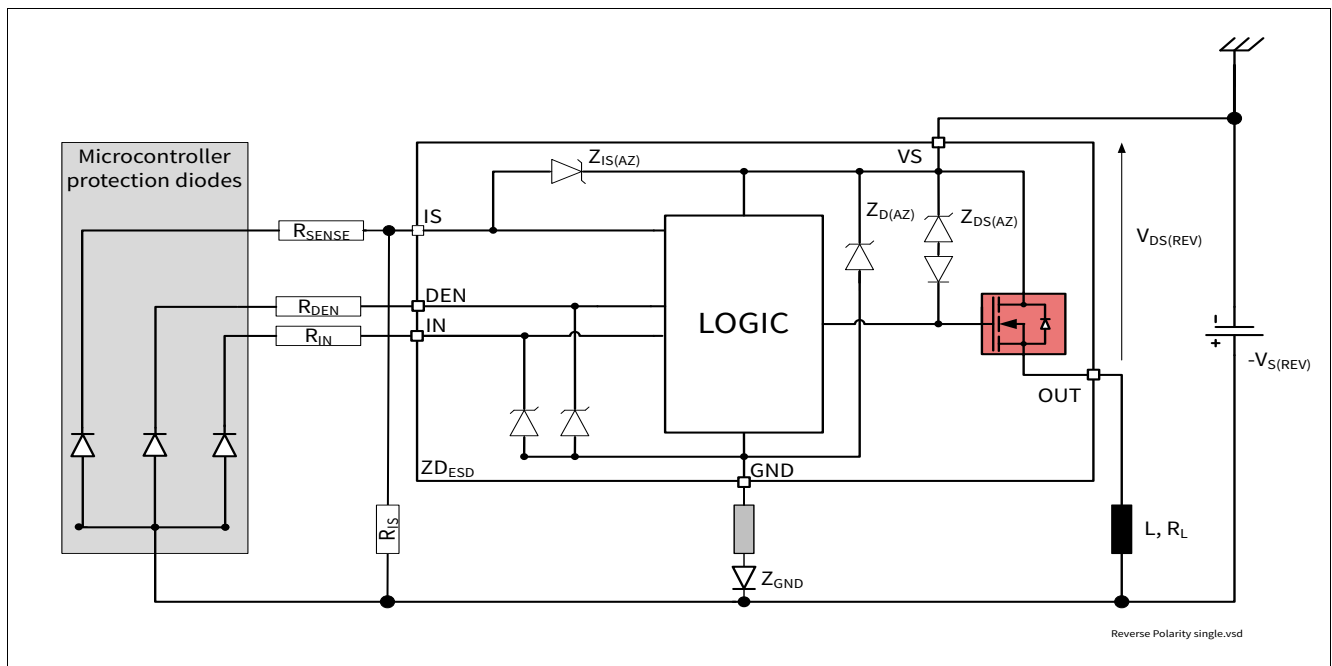 Microcontroller
protection diodes
Z_IS(AZ)
VS
Z_D(AZ)
Z_DS(AZ)
V_DS(REV)
IS
R_SENSE
DEN
R_DEN
IN
R_IN
LOGIC
-
+
-V_S(REV)
OUT
ZD_ESD
GND
R_IS
L, R_L
Z_GND
Reverse Polarity single.vsd